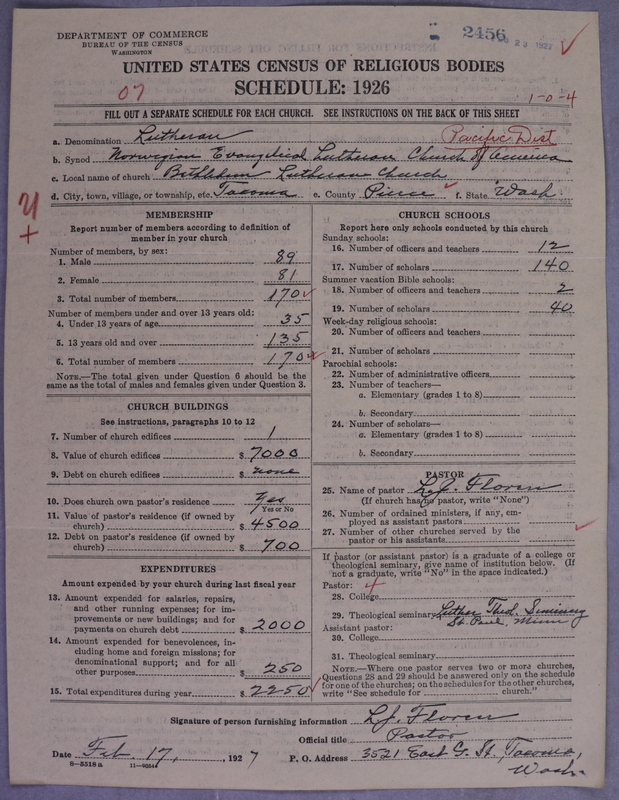 DEPARTMENT OF COMMERCE
BUREAU OF THE CENSUS
WASHINGTON
2456
UNITED STATES CENSUS OF RELIGIOUS BODIES
07
SCHEDULE: 1926
1-0-4
FILL OUT A SEPARATE SCHEDULE FOR EACH CHURCH. SEE INSTRUCTIONS ON THE BACK OF THIS SHEET
a. Denomination Lutheran Pacific Dist
b. Synod Norwegian Evangelical Lutheran Church of America
c. Local name of church Bethlehem Lutheran Church
d. City, town, village, or township, etc. Tacoma e. County Pierce f. State Wash.
MEMBERSHIP
Report number of members according to definition of
member in your church
Number of members, by sex:
1. Male 89
2. Female 81
3. Total number of members 170
Number of members under and over 13 years old:
4. Under 13 years of age 35
5. 13 years old and over 135
6. Total number of members 170
NOTE.—The total given under Question 6 should be
same as the total of males and females given under Question 3.
CHURCH BUILDINGS
See instructions, paragraphs 10 to 12
7. Number of church edifices 1
8. Value of church edifices $ 7000
9. Debt on church edifices $ none
10. Does church own pastor's residence Yes
Yes or No
11. Value of pastor's residence (if owned by
church) $ 4500
12. Debt on pastor's residence (if owned by
church) $ 700
EXPENDITURES
Amount expended by your church during last fiscal year
13. Amount expended for salaries, repairs,
and other running expenses; for im-
provements or new buildings; and for
payments on church debt $ 2000
14. Amount expended for benevolences, in-
cluding home and foreign missions; for
denominational support; and for all
other purposes $ 250
15. Total expenditures during year $ 2250
CHURCH SCHOOLS
Report here only schools conducted by this church
Sunday schools:
16. Number of officers and teachers 12
17. Number of scholars 140
Summer vacation Bible schools:
18. Number of officers and teachers 2
19. Number of scholars 40
Week-day religious schools:
20. Number of officers and teachers
21. Number of scholars
Parochial schools:
22. Number of administrative officers
23. Number of teachers—
a. Elementary (grades 1 to 8)
b. Secondary
24. Number of scholars—
a. Elementary (grades 1 to 8)
b. Secondary
PASTOR
25. Name of pastor L.J. Floren
(If church has no pastor, write "None")
26. Number of ordained ministers, if any, em-
ployed as assistant pastors
27. Number of other churches served by the
pastor or his assistants
If pastor (or assistant pastor) is a graduate of a college or
theological seminary, give name of institution below. (If
not a graduate, write "No" in the space indicated.)
Pastor:
28. College
29. Theological seminary Luther Theol. Seminary
St. Paul, Minn
Assistant pastor:
30. College
31. Theological seminary
NOTE.—Where one pastor serves two or more churches,
Questions 28 and 29 should be answered only on the schedule
for one of the churches; on the schedules for the other churches,
write "See schedule for church."
Signature of person furnishing information L.J. Floren
Official title Pastor
Date Feb. 17, 1927 P. O. Address 3521 East G. St, Tacoma,
Wash.
8-5518a 11-9564